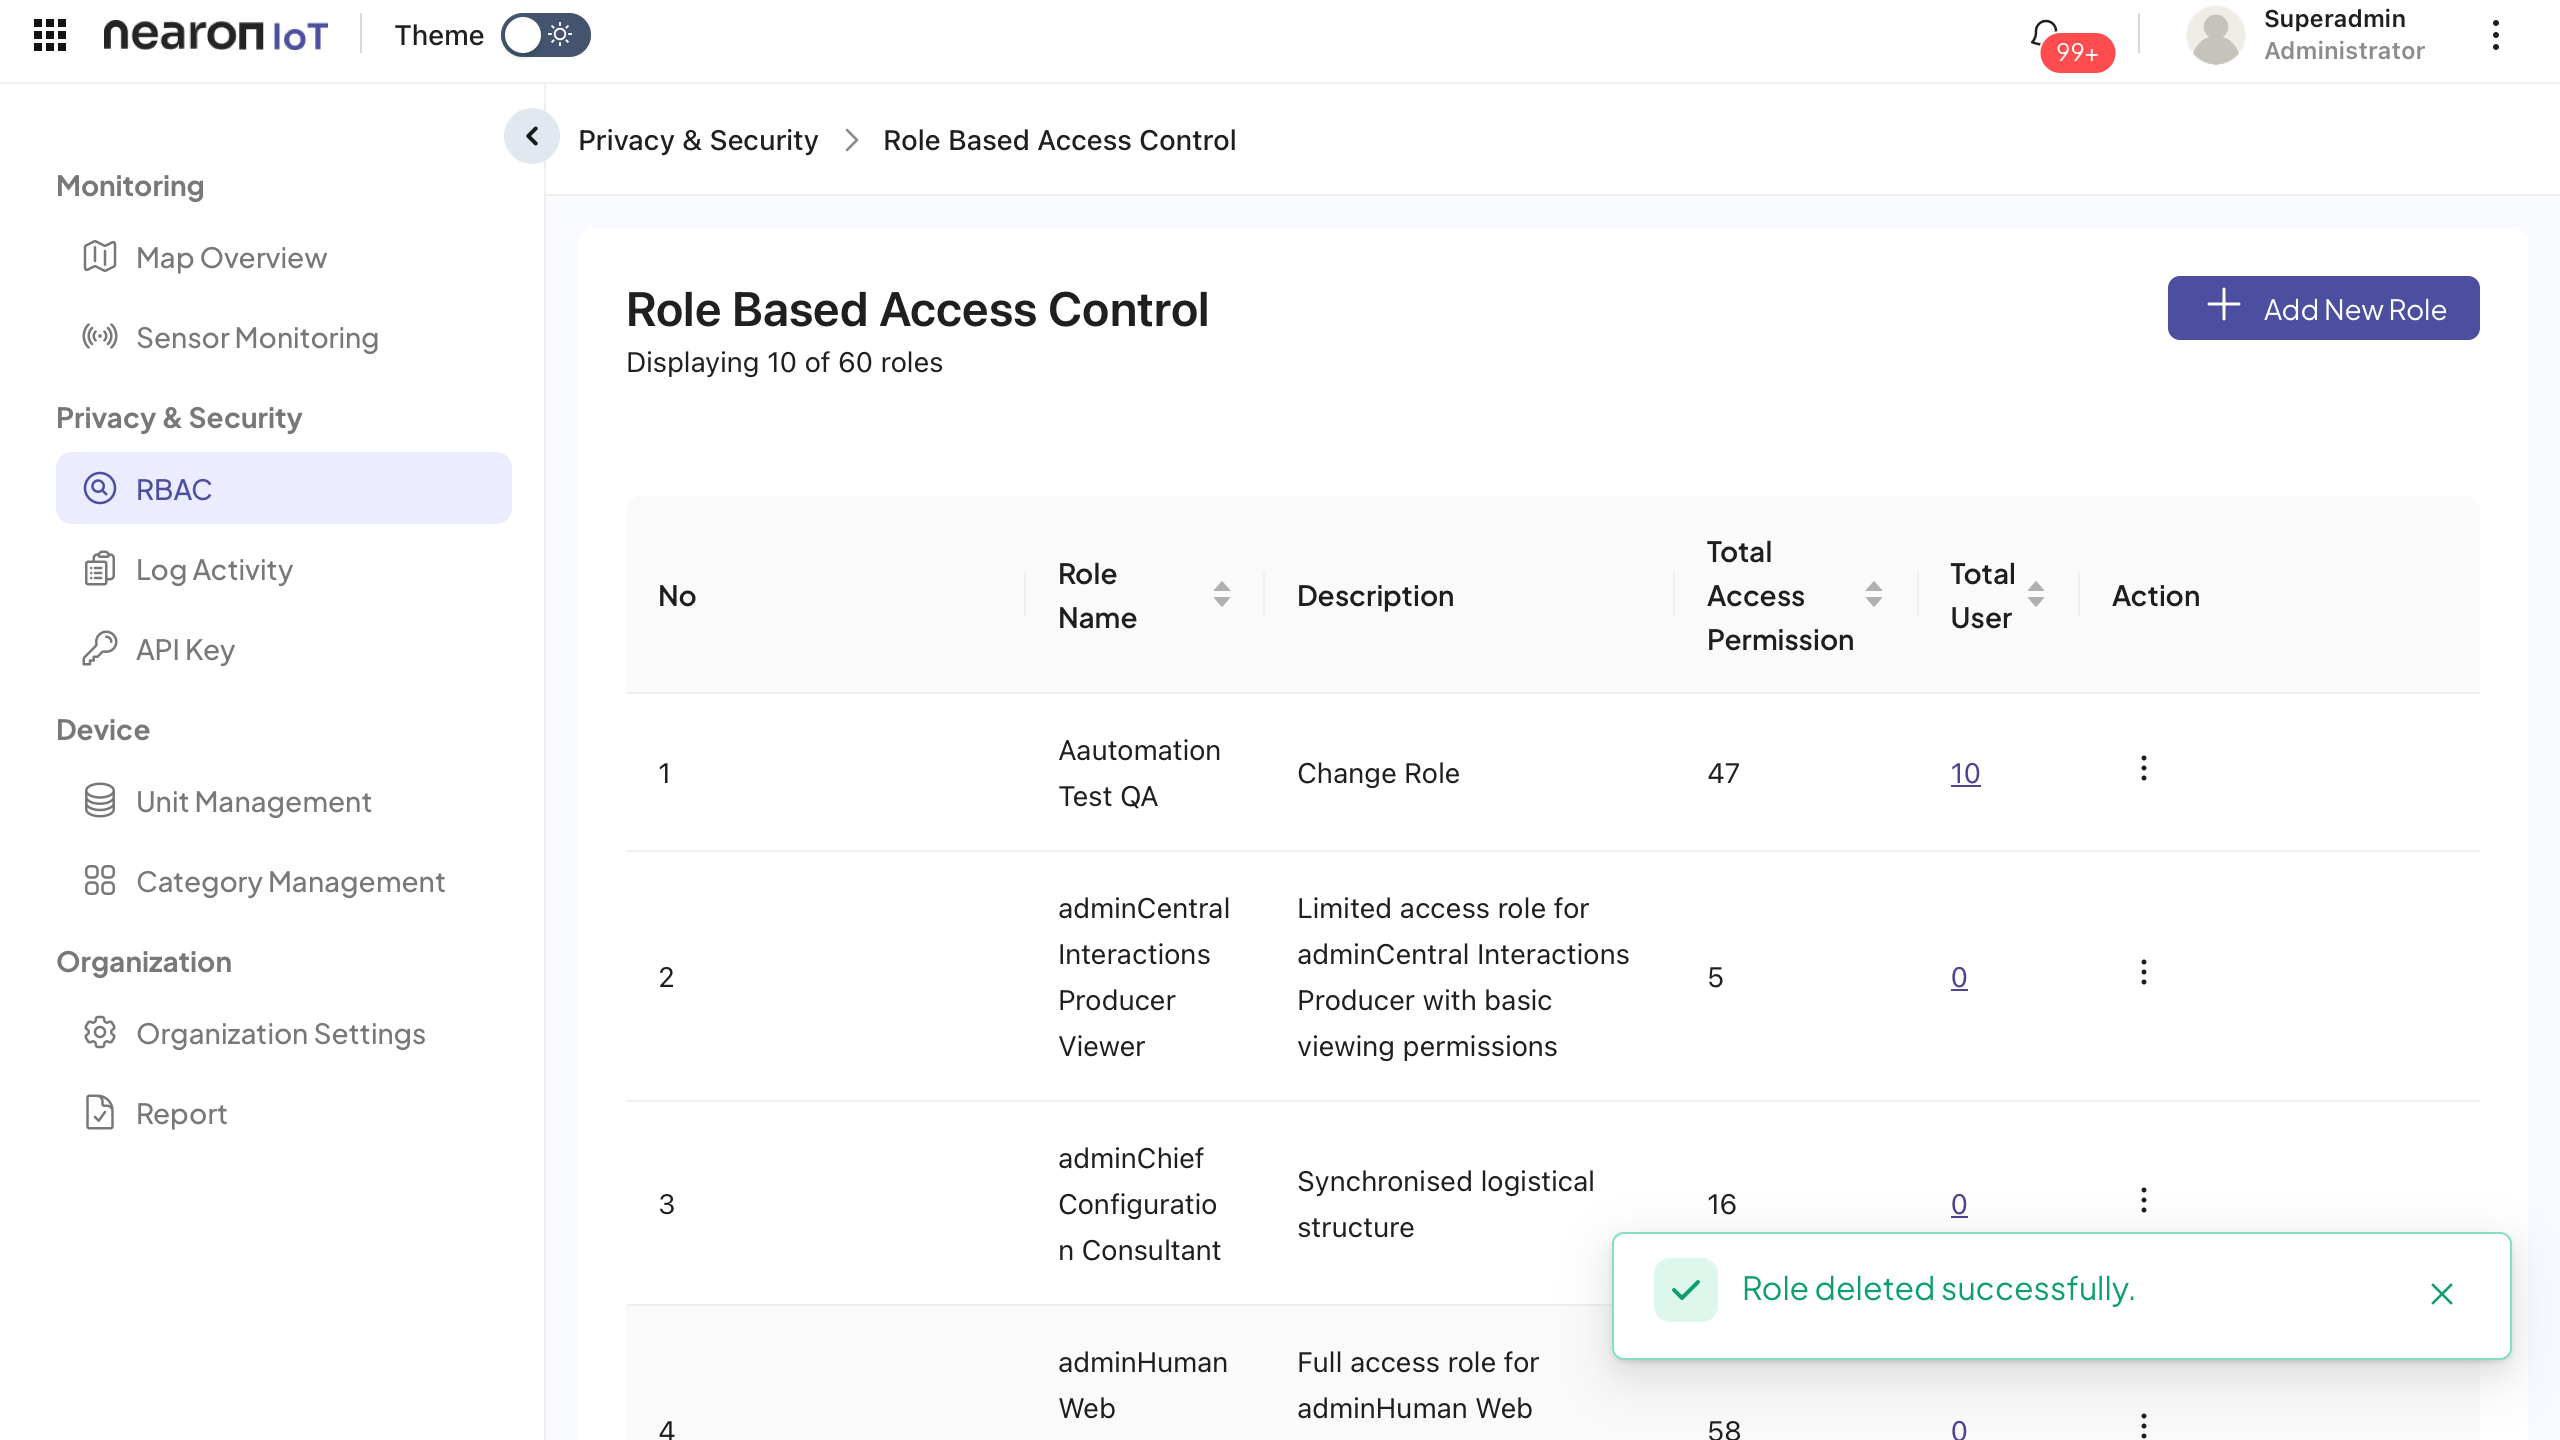 nearon IoT
Theme
99+
Superadmin
Administrator
Privacy & Security
Role Based Access Control
Monitoring
Map Overview
Sensor Monitoring
Privacy & Security
RBAC
Log Activity
API Key
Device
Unit Management
Category Management
Organization
Organization Settings
Report
Role Based Access Control
Displaying 10 of 60 roles
Add New Role
No
Role
Name
Description
Total
Access
Permission
Total
User
Action
1
Aautomation
Test QA
Change Role
47
10
2
adminCentral
Interactions
Producer
Viewer
Limited access role for
adminCentral Interactions
Producer with basic
viewing permissions
5
0
3
adminChief
Configuratio
n Consultant
Synchronised logistical
structure
16
0
4
adminHuman
Web
Full access role for
adminHuman Web
58
0
Role deleted successfully.